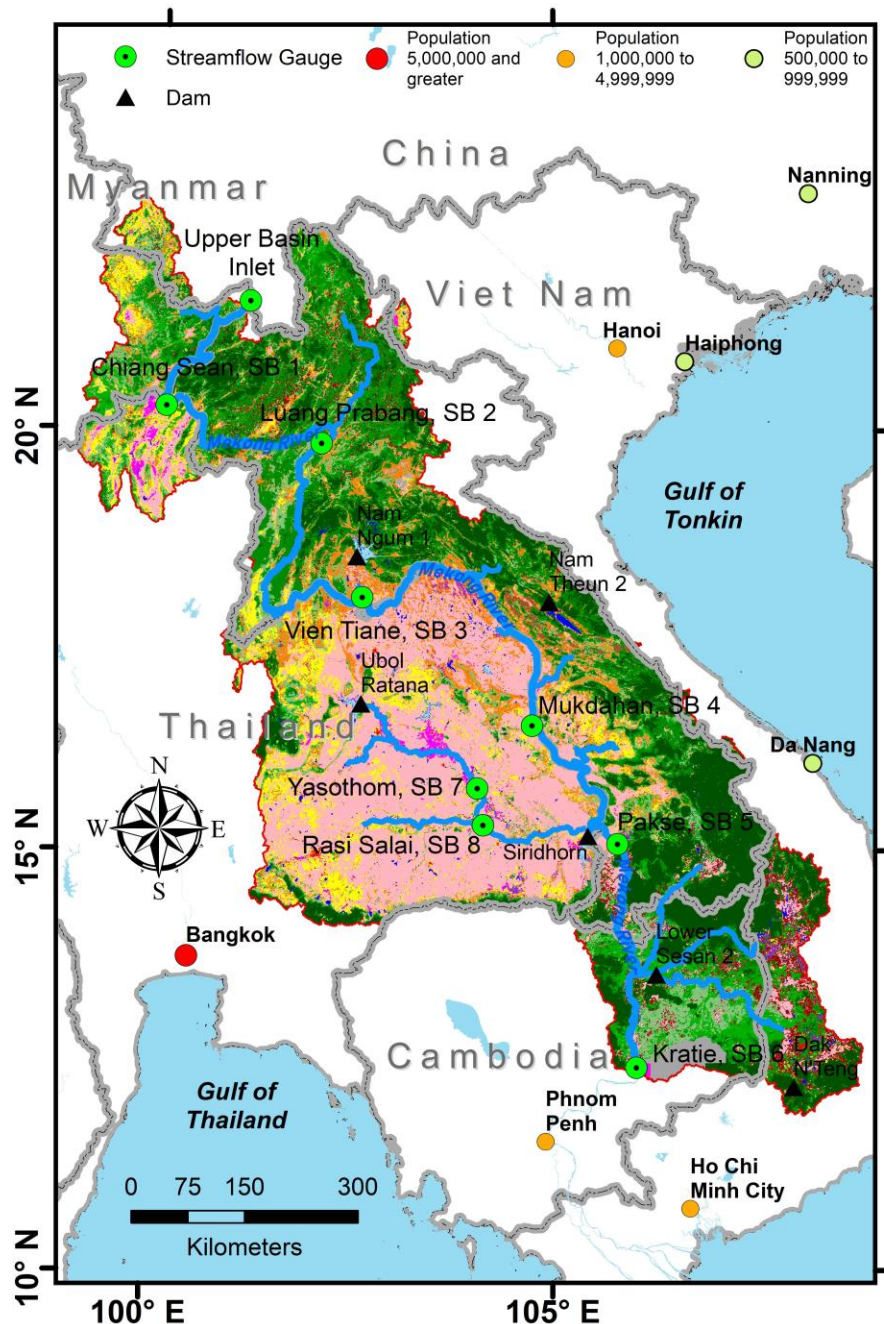 Streamflow Gauge
Dam
Population
5,000,000 and
greater
Population
1,000,000 to
4,999,999
Population
500,000 to
999,999
China
Myanmar
Nanning
Upper Basin
Inlet
Viet Nam
Hanoi
Haiphong
Chiang Sean, SB 1
Luang Prabang, SB 2
20° N
Mekong River
Gulf of
Tonkin
Nam
Ngum 1
Mekong River
Nam
Theun 2
Vien Tiane, SB 3
Ubol
Ratana
Thailand
Mukdahan, SB 4
Da Nang
N
W
E
S
Yasothom, SB 7
Rasi Salai, SB 8
Siridhorn
Pakse, SB 5
15° N
Mekong River
Bangkok
Lower
Sesan 2
Cambodia
Kratie, SB 6
Dak
N'Teng
Gulf of
Thailand
Phnom
Penh
Ho Chi
Minh City
0 75 150 300
Kilometers
10° N
100° E
105° E